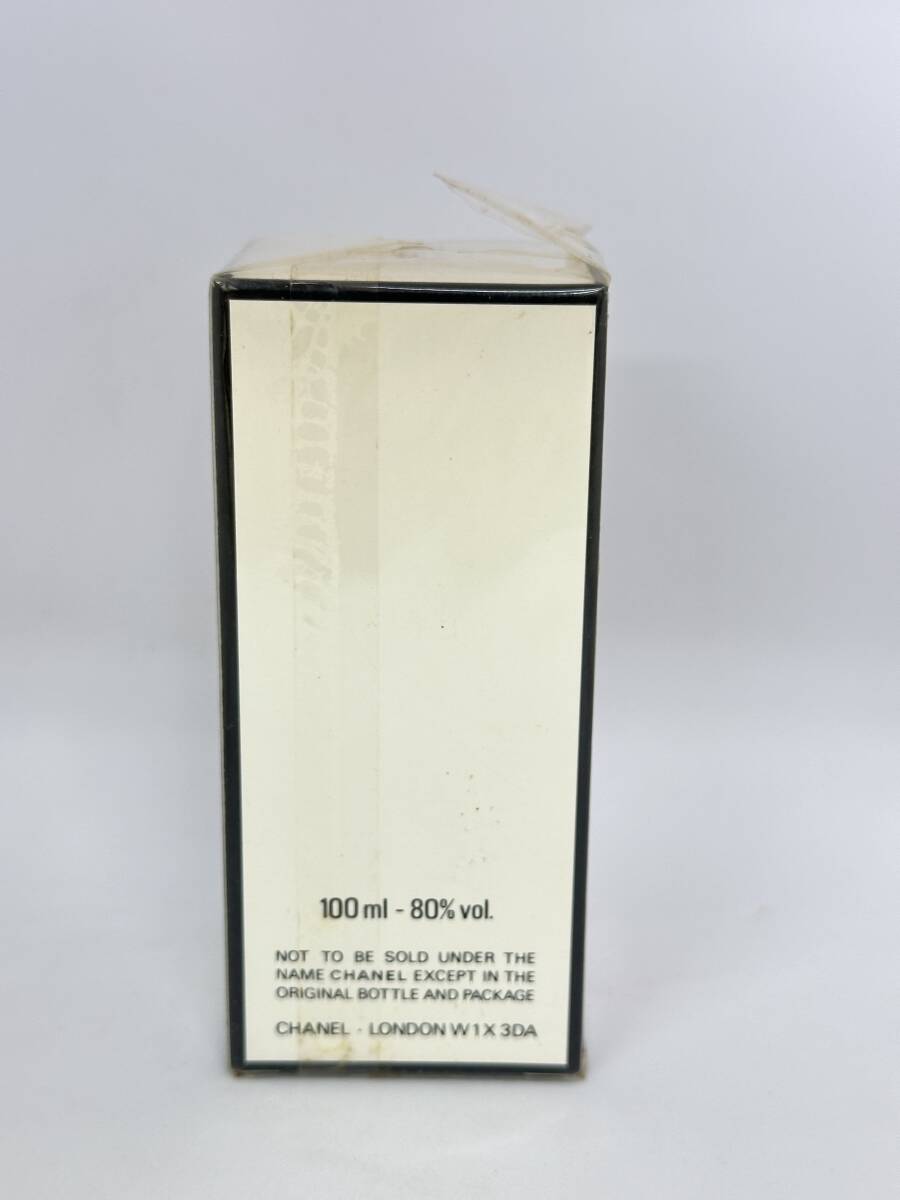 100 ml - 80% vol.
NOT TO BE SOLD UNDER THE
NAME CHANEL EXCEPT IN THE
ORIGINAL BOTTLE AND PACKAGE
CHANEL - LONDON W1X 3DA